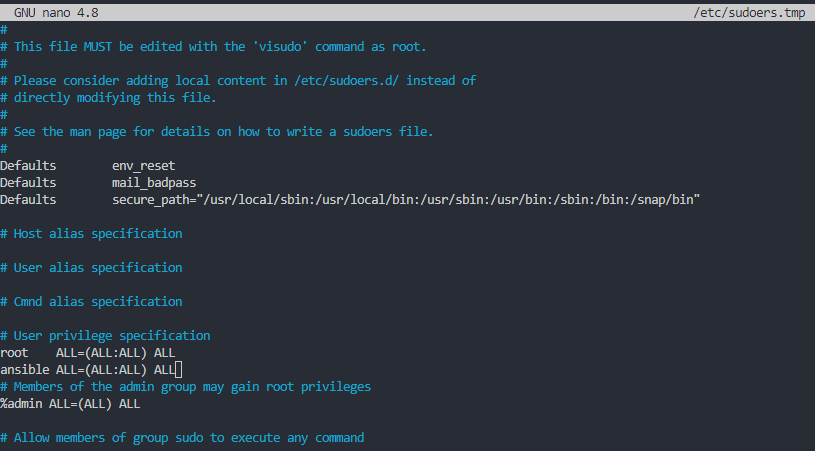 GNU nano 4.8 /etc/sudoers.tmp
#
# This file MUST be edited with the 'visudo' command as root.
#
# Please consider adding local content in /etc/sudoers.d/ instead of
# directly modifying this file.
#
# See the man page for details on how to write a sudoers file.
#
Defaults env_reset
Defaults mail_badpass
Defaults secure_path="/usr/local/sbin:/usr/local/bin:/usr/sbin:/usr/bin:/sbin:/bin:/snap/bin"
# Host alias specification
# User alias specification
# Cmnd alias specification
# User privilege specification
root ALL=(ALL:ALL) ALL
ansible ALL=(ALL:ALL) ALL
# Members of the admin group may gain root privileges
%admin ALL=(ALL) ALL
# Allow members of group sudo to execute any command